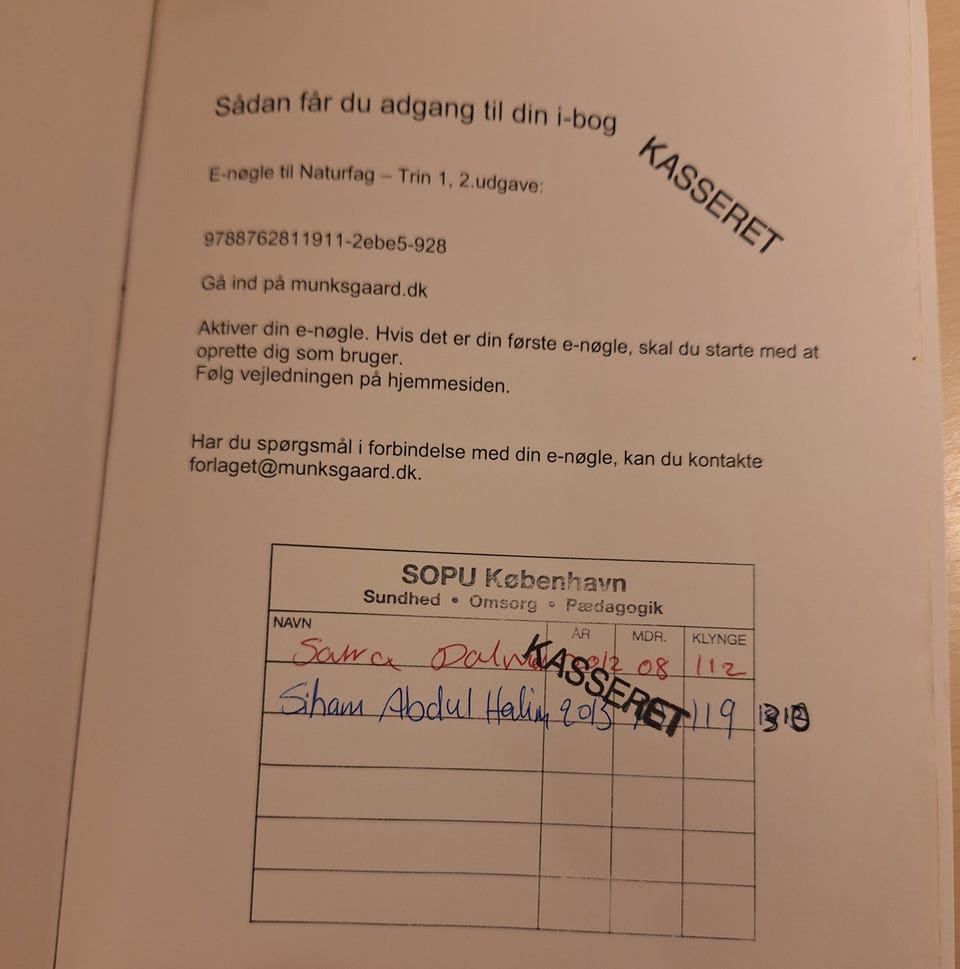 Sådan får du adgang til din i-bog
KASSERET
E-nøgle til Naturfag – Trin 1, 2.udgave:
9788762811911-2ebe5-928
Gå ind på munksgaard.dk
Aktiver din e-nøgle. Hvis det er din første e-nøgle, skal du starte med at
oprette dig som bruger.
Følg vejledningen på hjemmesiden.
Har du spørgsmål i forbindelse med din e-nøgle, kan du kontakte
forlaget@munksgaard.dk.
SOPU København
Sundhed • Omsorg • Pædagogik
NAVN ÅR MDR. KLYNGE
2012 08 112
KASSERET
Siham Abdul Halim 2013 119